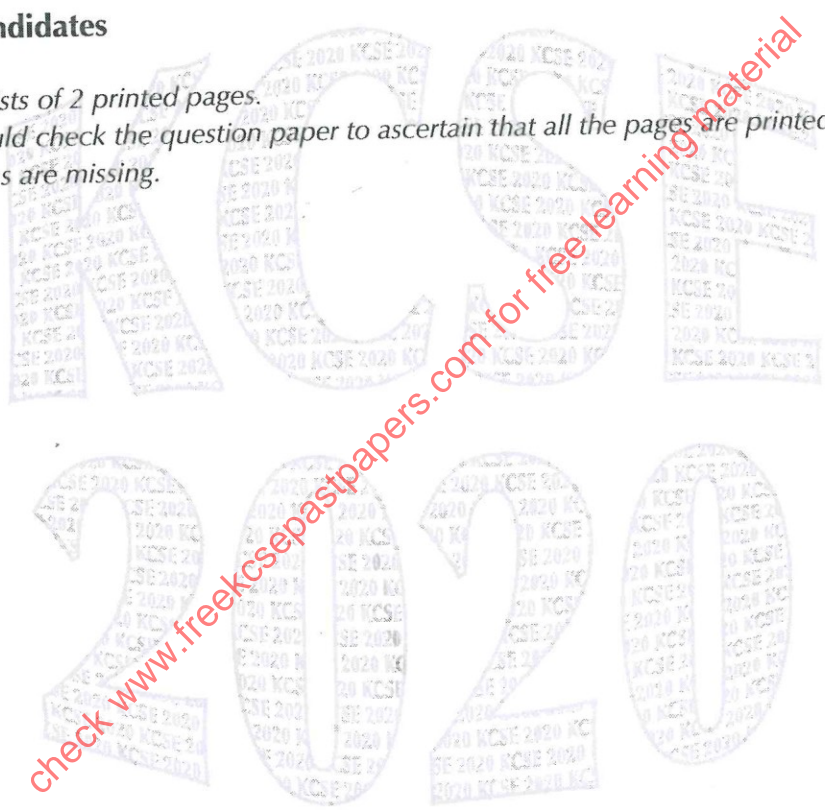 ndidates
sts of 2 printed pages.
uld check the question paper to ascertain that all the pages are printed
s are missing.
KCSE
2020
check www.freekcsepastpapers.com for free learning material